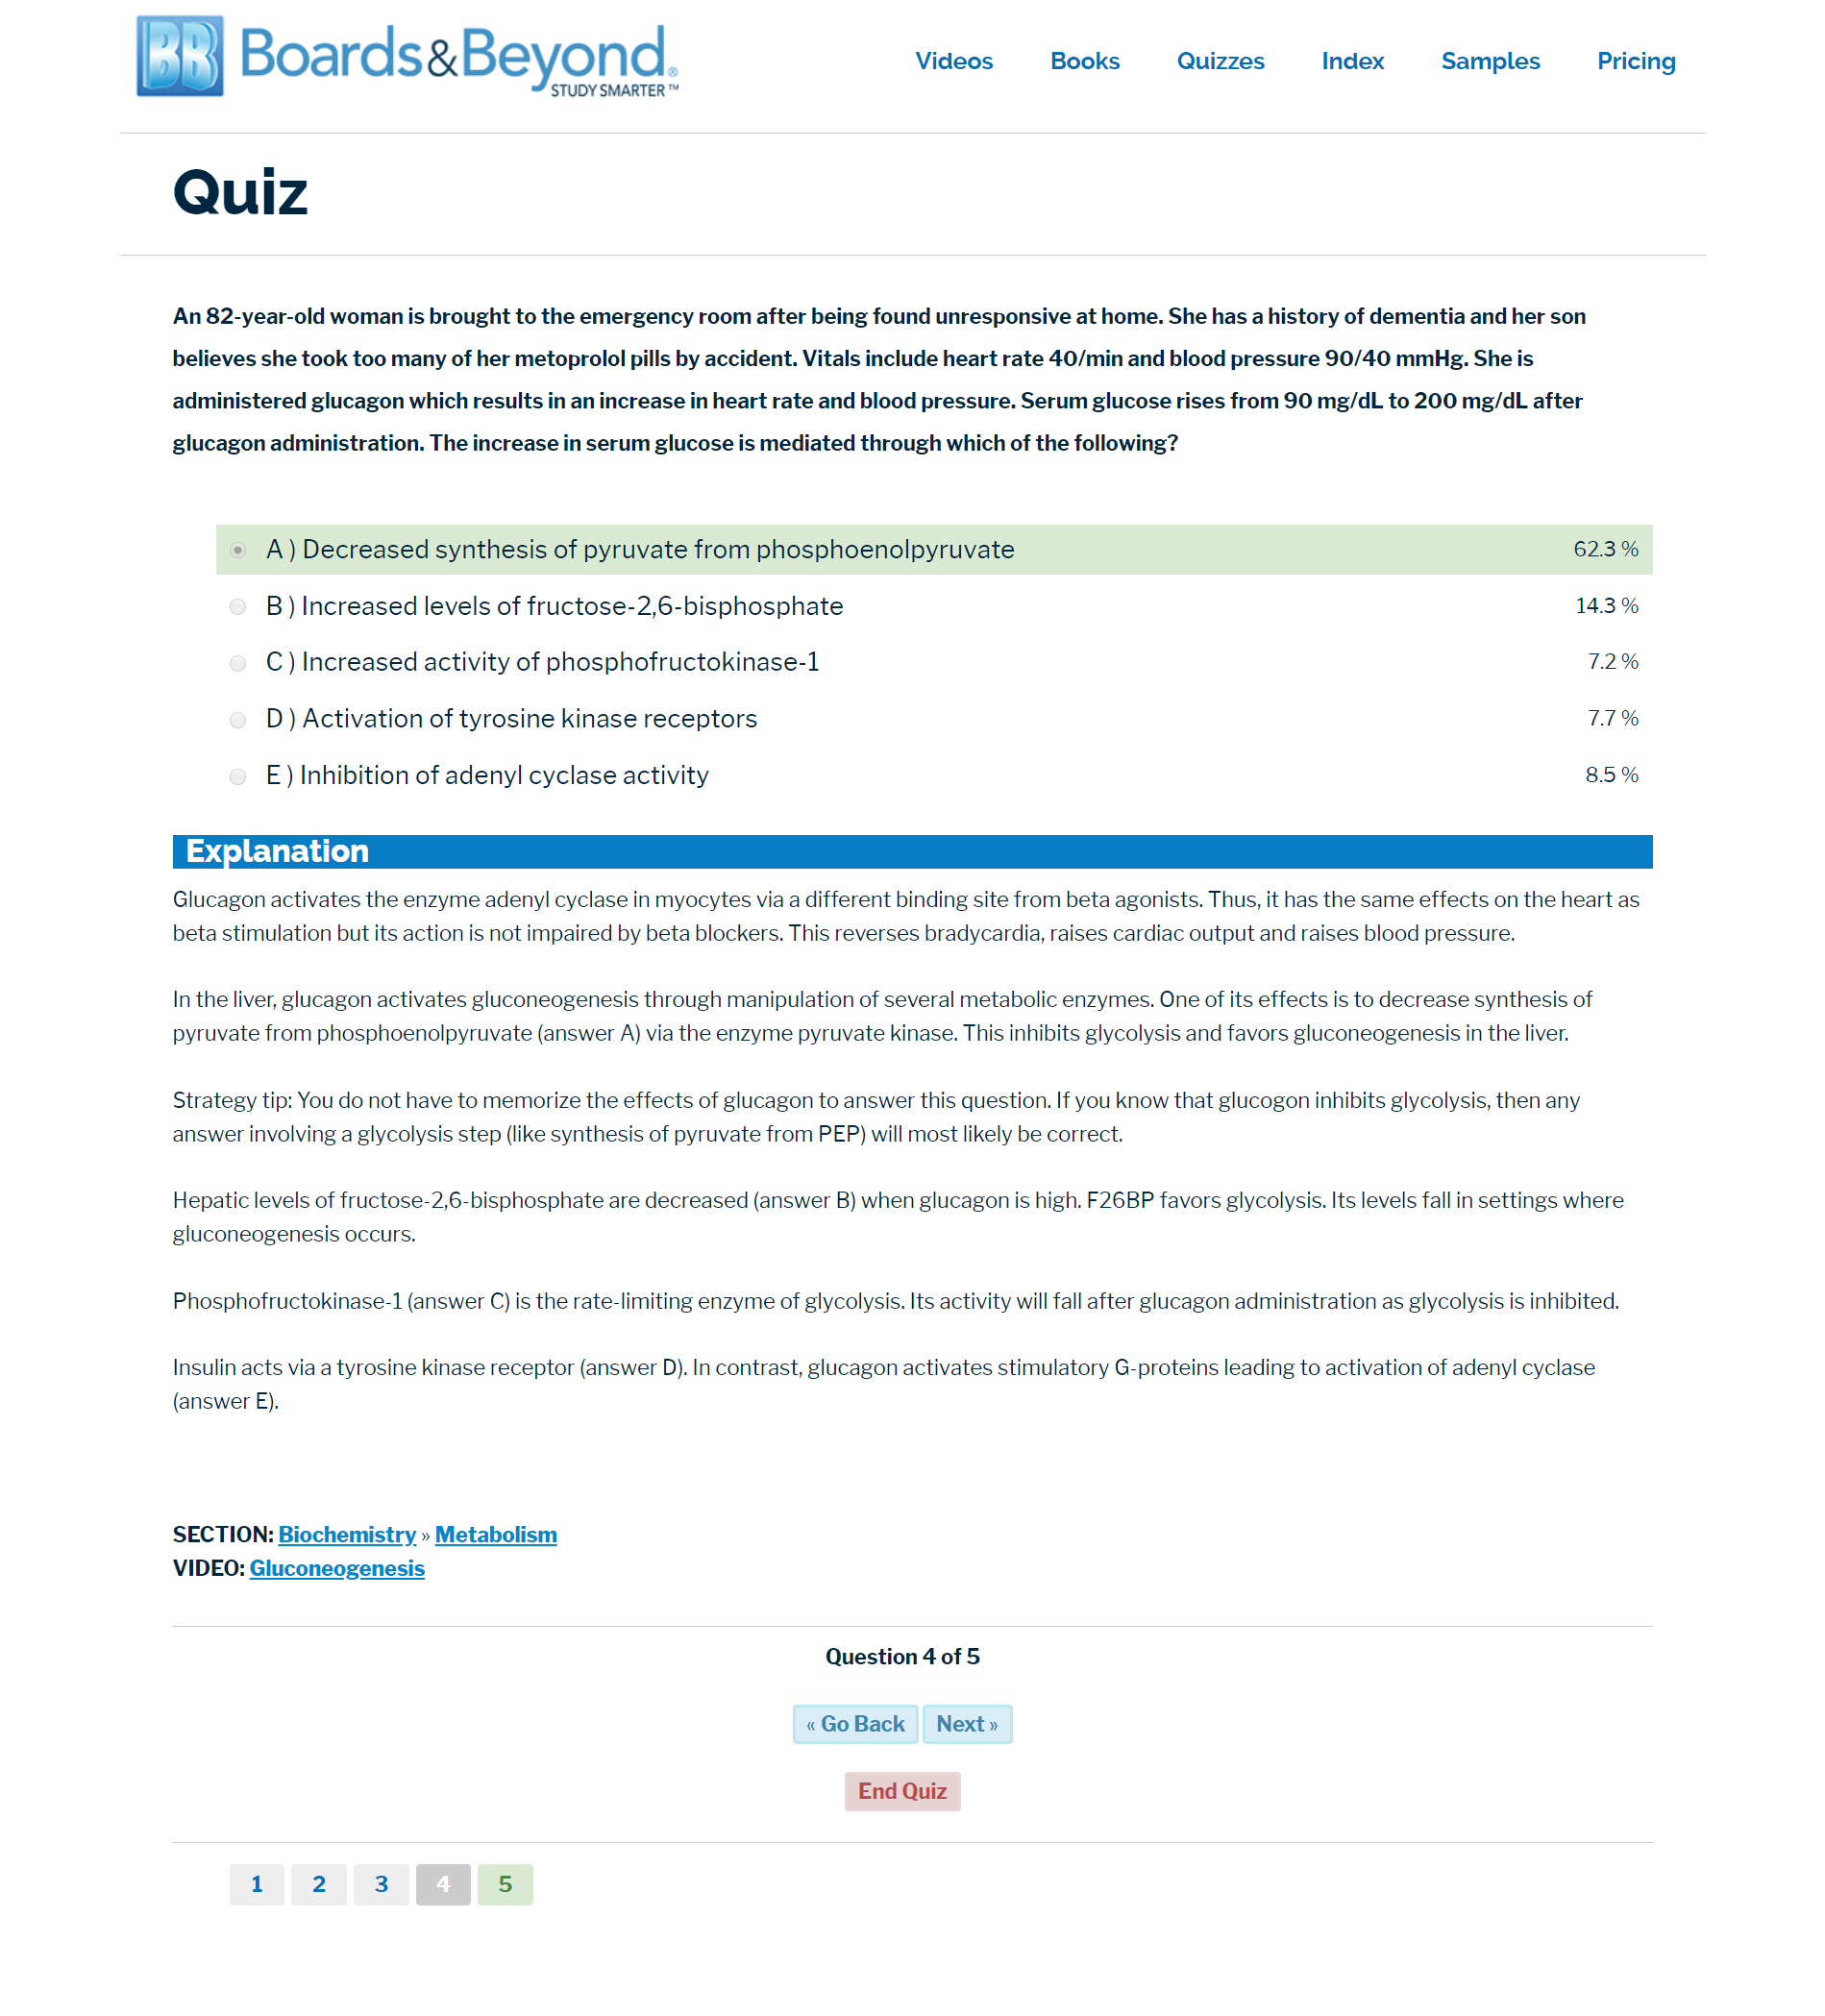 BB Boards&Beyond®
STUDY SMARTER™
Videos Books Quizzes Index Samples Pricing
Quiz
An 82-year-old woman is brought to the emergency room after being found unresponsive at home. She has a history of dementia and her son
believes she took too many of her metoprolol pills by accident. Vitals include heart rate 40/min and blood pressure 90/40 mmHg. She is
administered glucagon which results in an increase in heart rate and blood pressure. Serum glucose rises from 90 mg/dL to 200 mg/dL after
glucagon administration. The increase in serum glucose is mediated through which of the following?
A ) Decreased synthesis of pyruvate from phosphoenolpyruvate 62.3 %
B ) Increased levels of fructose-2,6-bisphosphate 14.3 %
C ) Increased activity of phosphofructokinase-1 7.2 %
D ) Activation of tyrosine kinase receptors 7.7 %
E ) Inhibition of adenyl cyclase activity 8.5 %
Explanation
Glucagon activates the enzyme adenyl cyclase in myocytes via a different binding site from beta agonists. Thus, it has the same effects on the heart as
beta stimulation but its action is not impaired by beta blockers. This reverses bradycardia, raises cardiac output and raises blood pressure.
In the liver, glucagon activates gluconeogenesis through manipulation of several metabolic enzymes. One of its effects is to decrease synthesis of
pyruvate from phosphoenolpyruvate (answer A) via the enzyme pyruvate kinase. This inhibits glycolysis and favors gluconeogenesis in the liver.
Strategy tip: You do not have to memorize the effects of glucagon to answer this question. If you know that glucogon inhibits glycolysis, then any
answer involving a glycolysis step (like synthesis of pyruvate from PEP) will most likely be correct.
Hepatic levels of fructose-2,6-bisphosphate are decreased (answer B) when glucagon is high. F26BP favors glycolysis. Its levels fall in settings where
gluconeogenesis occurs.
Phosphofructokinase-1 (answer C) is the rate-limiting enzyme of glycolysis. Its activity will fall after glucagon administration as glycolysis is inhibited.
Insulin acts via a tyrosine kinase receptor (answer D). In contrast, glucagon activates stimulatory G-proteins leading to activation of adenyl cyclase
(answer E).
SECTION: Biochemistry » Metabolism
VIDEO: Gluconeogenesis
Question 4 of 5
« Go Back Next »
End Quiz
1 2 3 4 5